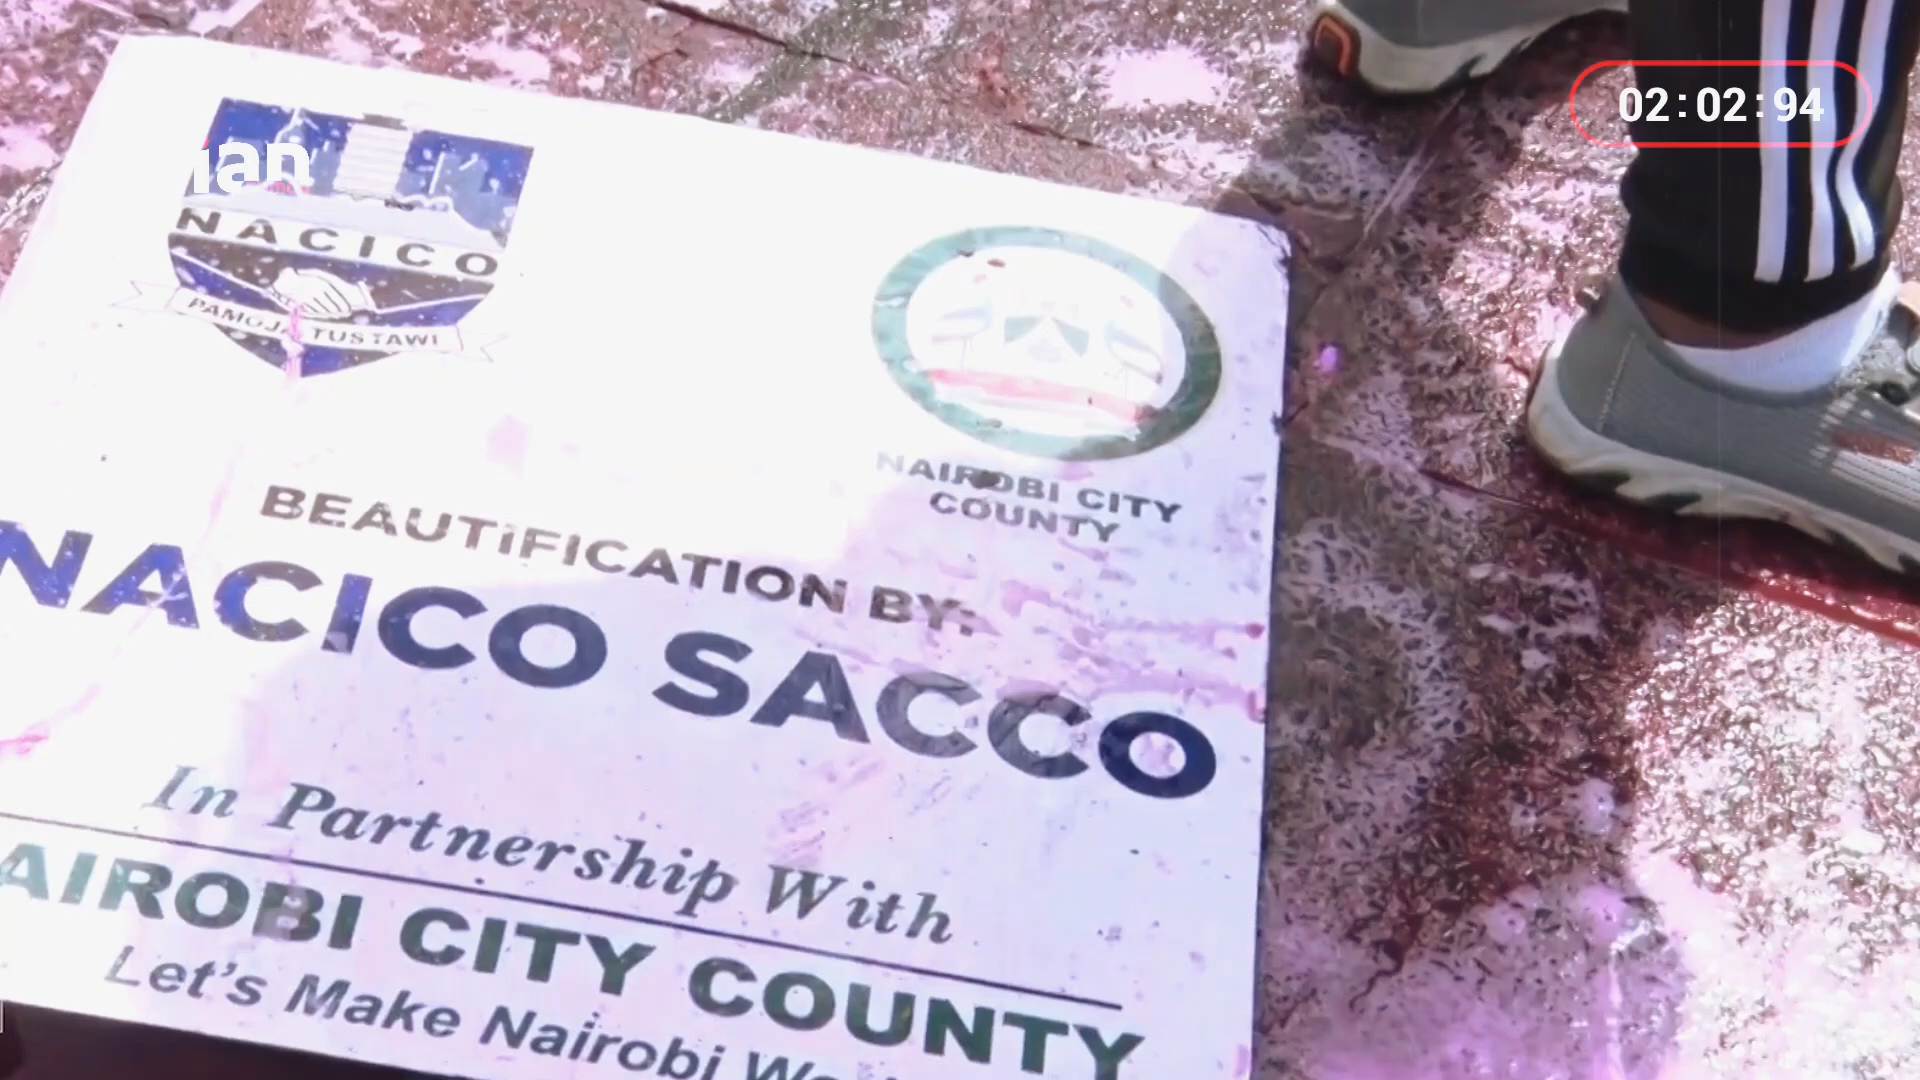 02:02:94
ian
NACICO
PAMOJA TUSTAWI
NAIROBI CITY
COUNTY
BEAUTIFICATION BY:
NACICO SACCO
In Partnership With
AIROBI CITY COUNTY
Let's Make Nairobi